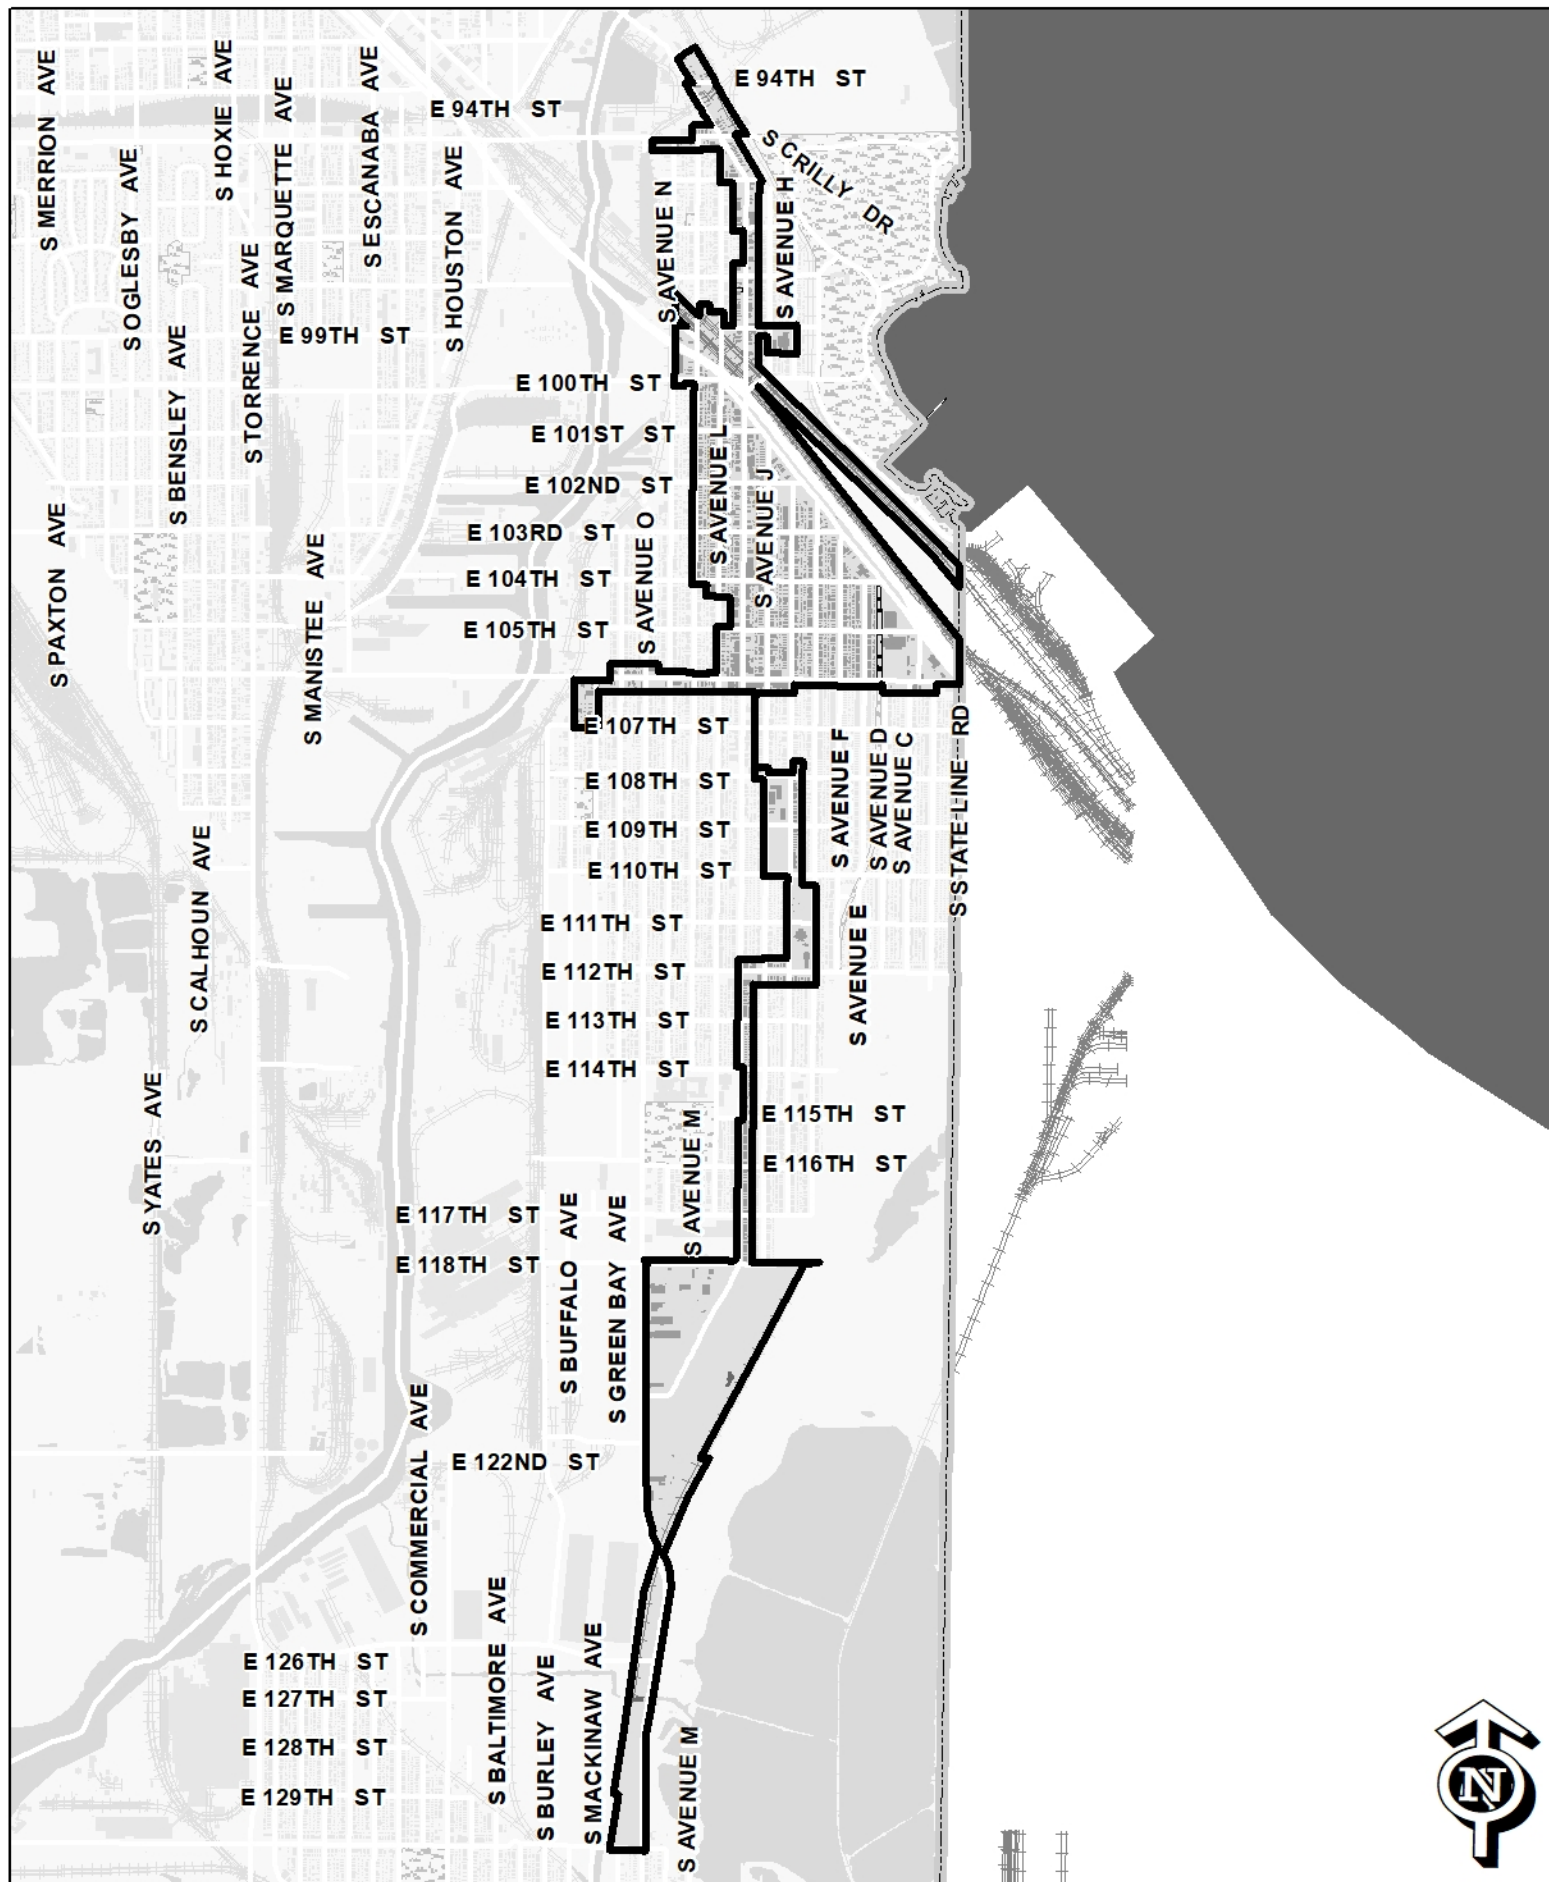 S MERRION AVE
S HOXIE AVE
S ESCANABA AVE
S MARQUETTE AVE
E 94TH ST
E 94TH ST
S CRILLY DR
S OGLESBY AVE
S HOUSTON AVE
S AVENUE N
S AVENUE H
S TORRENCE AVE
S BENSLEY AVE
E 99TH ST
E 100TH ST
E 101ST ST
S AVENUE L
S AVENUE J
E 102ND ST
S PAXTON AVE
S MANISTEE AVE
E 103RD ST
S AVENUE O
E 104TH ST
E 105TH ST
E 107TH ST
S AVENUE F
S AVENUE D
S AVENUE C
S STATE LINE RD
E 108TH ST
E 109TH ST
S CALHOUN AVE
E 110TH ST
E 111TH ST
S AVENUE E
E 112TH ST
E 113TH ST
E 114TH ST
S YATES AVE
S AVENUE M
E 115TH ST
E 116TH ST
E 117TH ST
S BUFFALO AVE
S GREEN BAY AVE
E 118TH ST
S COMMERCIAL AVE
E 122ND ST
S BALTIMORE AVE
S BURLEY AVE
S MACKINAW AVE
E 126TH ST
E 127TH ST
S AVENUE M
E 128TH ST
E 129TH ST
N